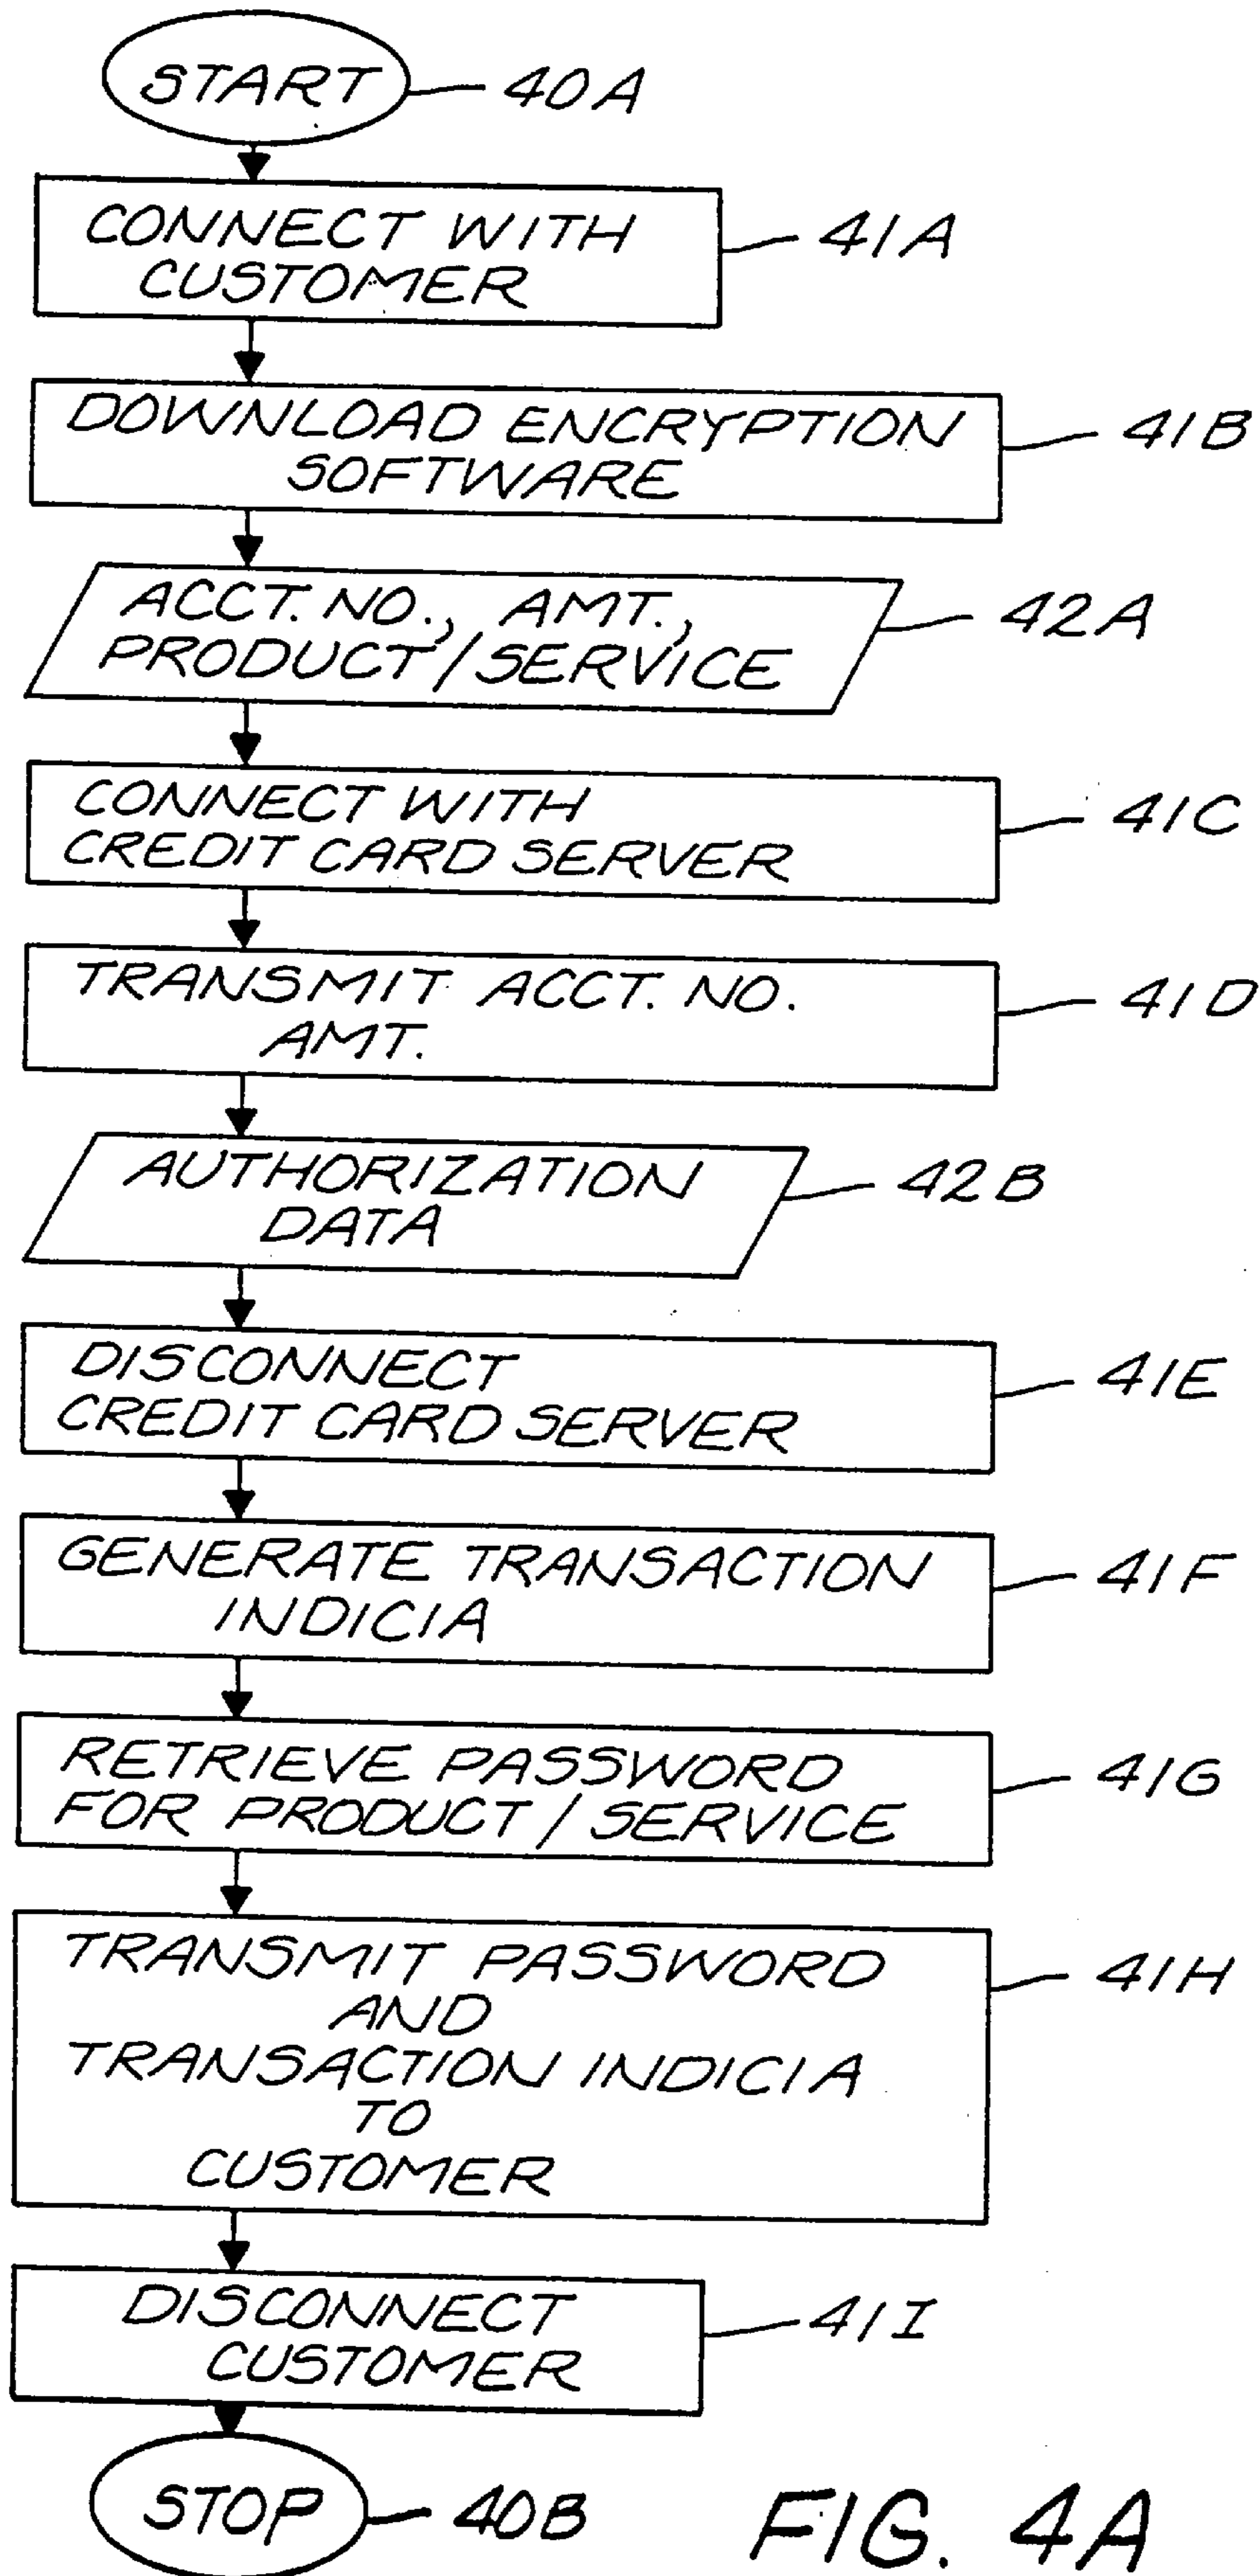 START
40A
CONNECT WITH
CUSTOMER
41A
DOWNLOAD ENCRYPTION
SOFTWARE
41B
ACCT. NO., AMT.,
PRODUCT/SERVICE
42A
CONNECT WITH
CREDIT CARD SERVER
41C
TRANSMIT ACCT. NO.
AMT.
41D
AUTHORIZATION
DATA
42B
DISCONNECT
CREDIT CARD SERVER
41E
GENERATE TRANSACTION
INDICIA
41F
RETRIEVE PASSWORD
FOR PRODUCT/SERVICE
41G
TRANSMIT PASSWORD
AND
TRANSACTION INDICIA
TO
CUSTOMER
41H
DISCONNECT
CUSTOMER
41I
STOP
40B
FIG. 4A